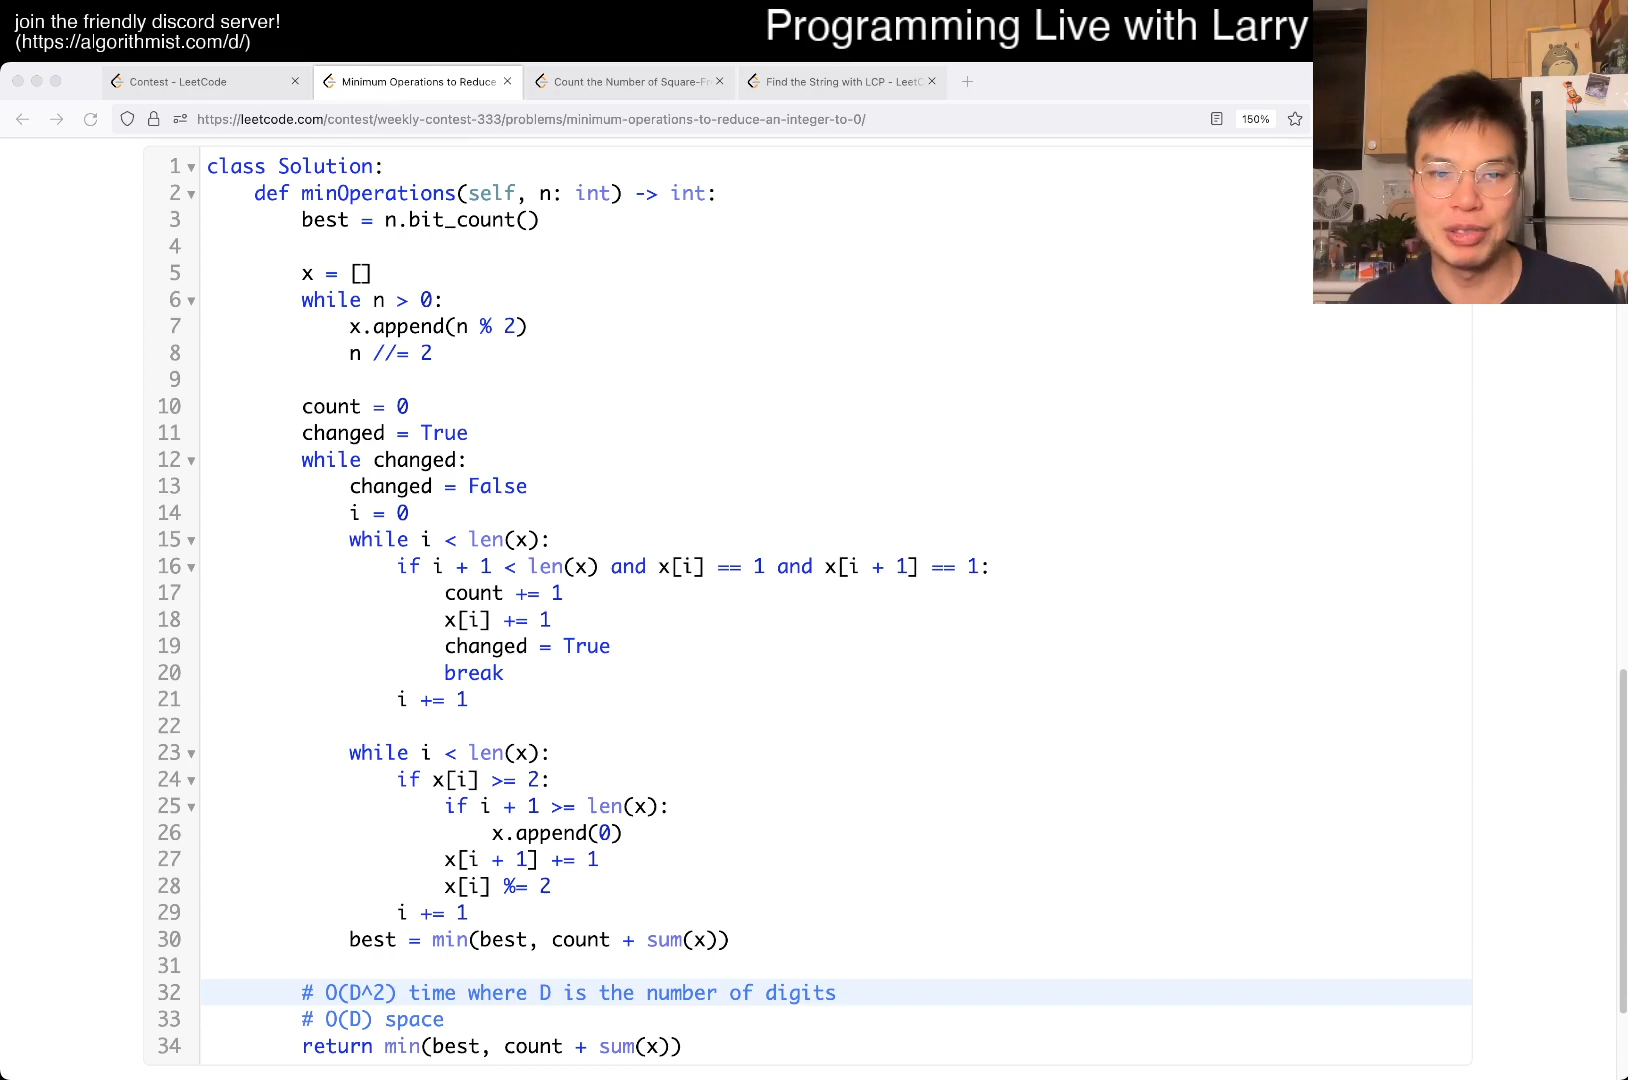 join the friendly discord server!
(https://algorithmist.com/d/)
Programming Live with Larry
Contest - LeetCode
Minimum Operations to Reduce
Count the Number of Square-Fr
Find the String with LCP - LeetC
https://leetcode.com/contest/weekly-contest-333/problems/minimum-operations-to-reduce-an-integer-to-0/
150%
1 class Solution:
2     def minOperations(self, n: int) -> int:
3         best = n.bit_count()
4
5         x = []
6         while n > 0:
7             x.append(n % 2)
8             n //= 2
9
10         count = 0
11         changed = True
12         while changed:
13             changed = False
14             i = 0
15             while i < len(x):
16                 if i + 1 < len(x) and x[i] == 1 and x[i + 1] == 1:
17                     count += 1
18                     x[i] += 1
19                     changed = True
20                     break
21                 i += 1
22
23             while i < len(x):
24                 if x[i] >= 2:
25                     if i + 1 >= len(x):
26                         x.append(0)
27                     x[i + 1] += 1
28                     x[i] %= 2
29                 i += 1
30             best = min(best, count + sum(x))
31
32         # O(D^2) time where D is the number of digits
33         # O(D) space
34         return min(best, count + sum(x))